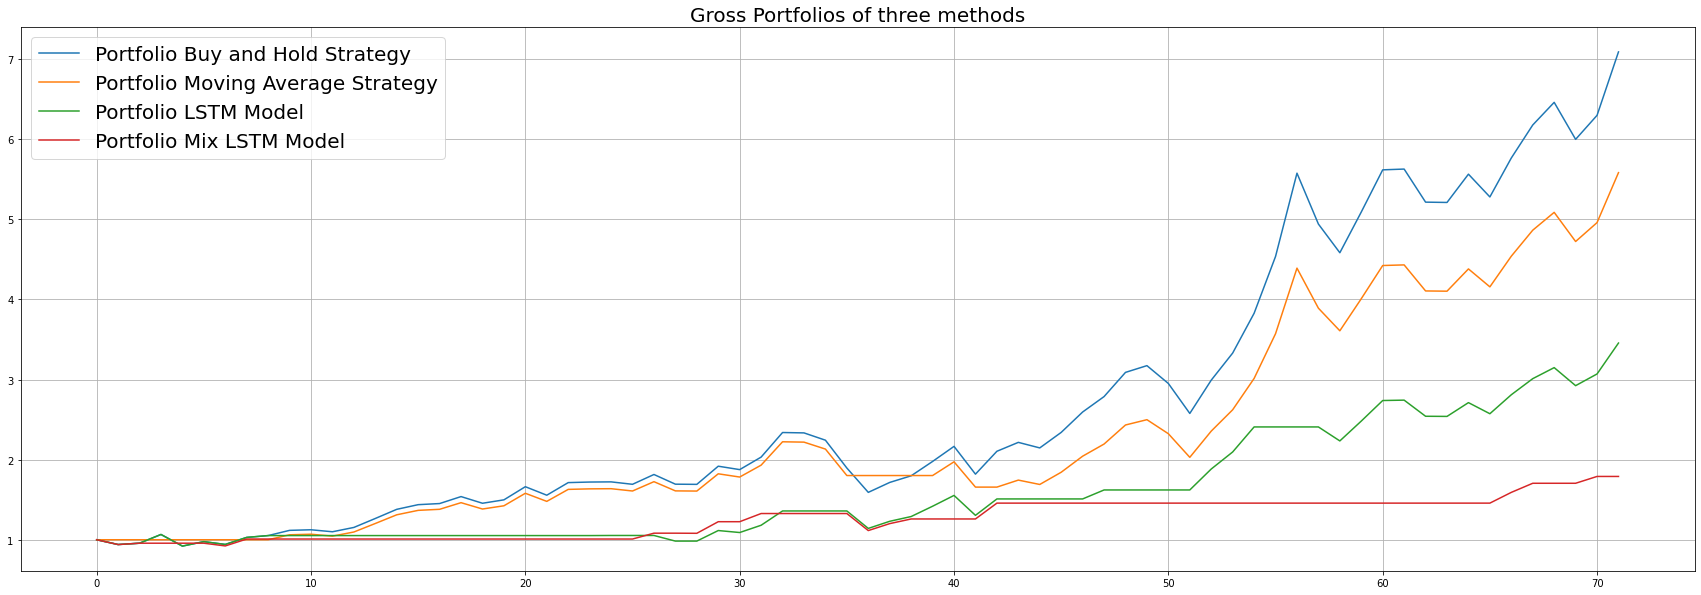 Gross Portfolios of three methods
Portfolio Buy and Hold Strategy
Portfolio Moving Average Strategy
Portfolio LSTM Model
Portfolio Mix LSTM Model
7
6
5
4
3
2
1
0 10 20 30 40 50 60 70